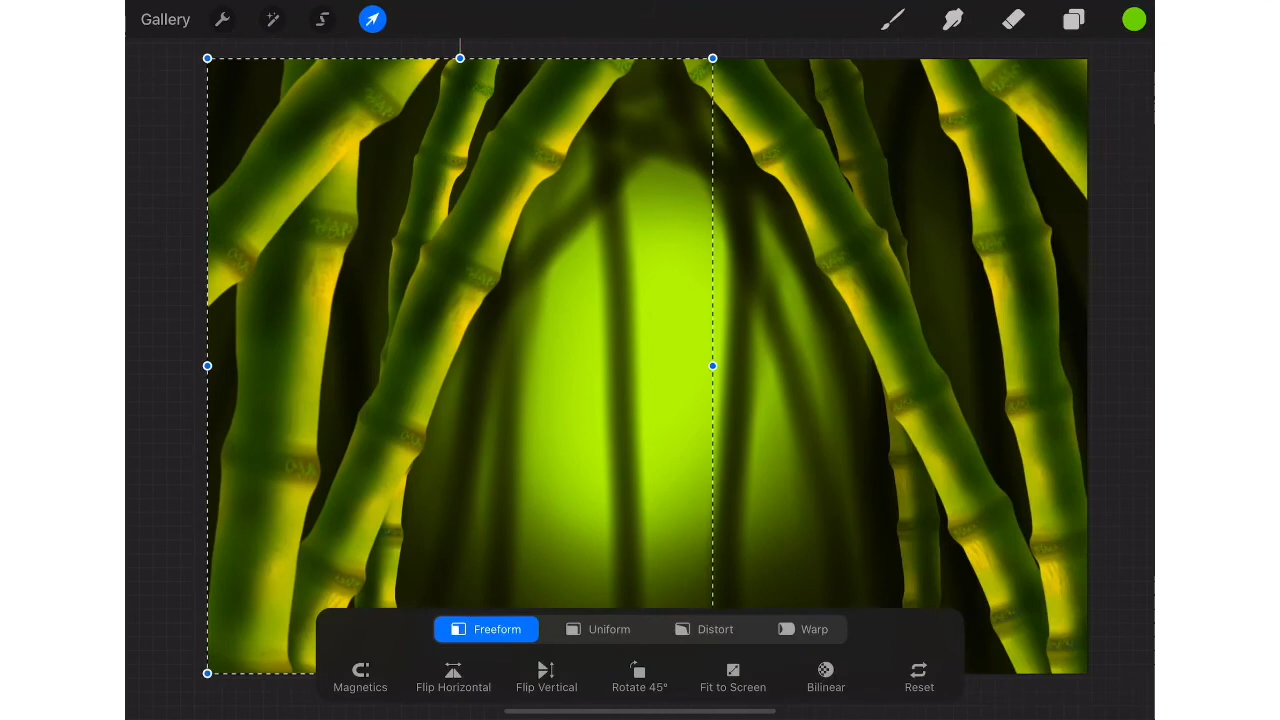 Gallery
Freeform Uniform Distort Warp
Magnetics Flip Horizontal Flip Vertical Rotate 45° Fit to Screen Bilinear Reset